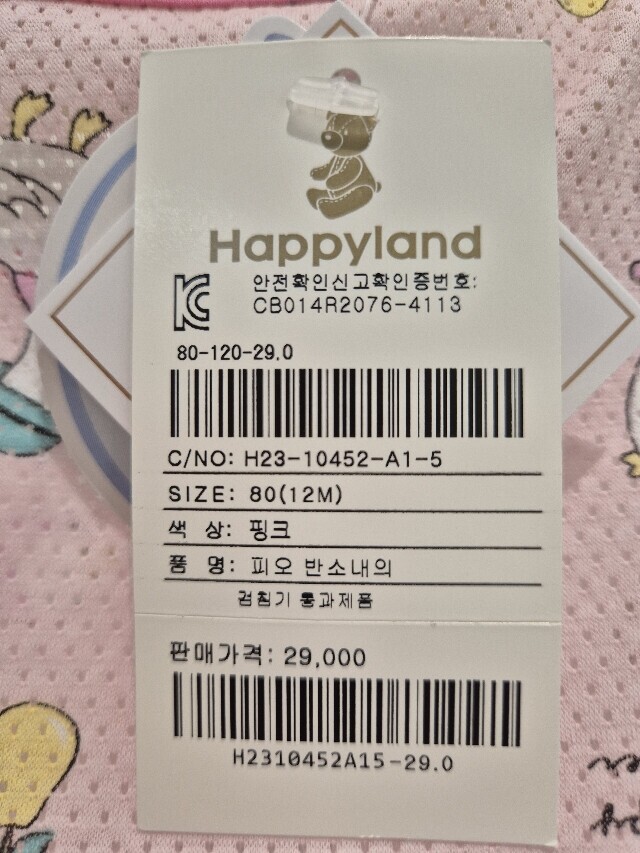 Happyland
안전확인신고확인증번호:
CB014R2076-4113
80-120-29.0
C/NO: H23-10452-A1-5
SIZE: 80(12M)
색 상: 핑크
품 명: 피오 반소내의
검침기 통과제품
판매가격: 29,000
H2310452A15-29.0